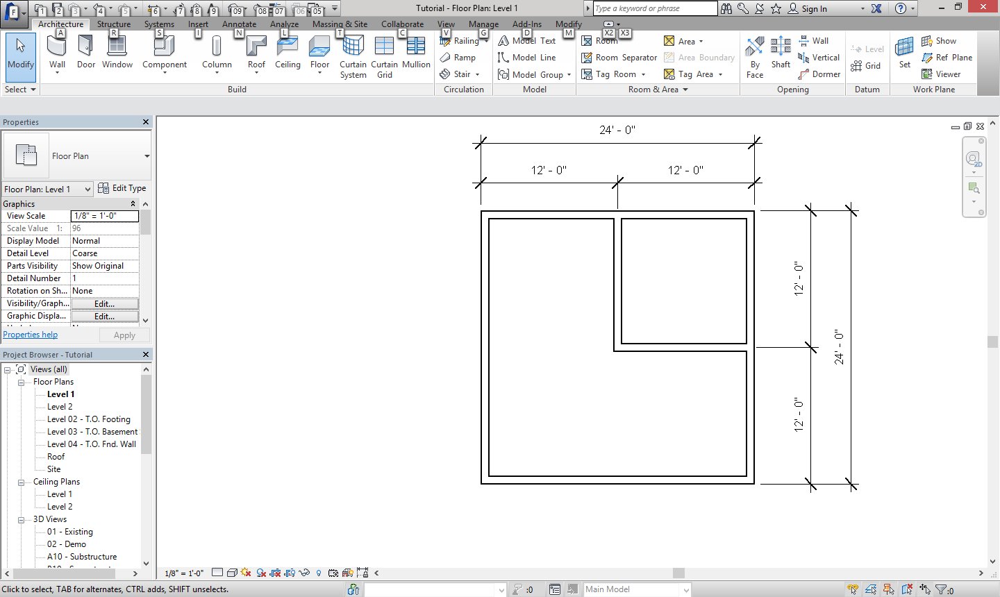 F
1 2 3 4 5 6 7 8 9 09 08 07 06 05
Tutorial - Floor Plan: Level 1
Type a keyword or phrase
Sign In
Architecture Structure Systems Insert Annotate Analyze Massing & Site Collaborate View Manage Add-Ins Modify
A R S I N L T C V G D M X2 X3
Modify
Wall Door Window Component Column Roof Ceiling Floor Curtain System Curtain Grid Mullion
Railing
Ramp
Stair
Model Text
Model Line
Model Group
Room
Room Separator
Tag Room
Area
Area Boundary
Tag Area
By Face
Shaft
Wall
Vertical
Dormer
Level
Grid
Set
Show
Ref Plane
Viewer
Select Build Circulation Model Room & Area Opening Datum Work Plane
Properties
Floor Plan
Floor Plan: Level 1 Edit Type
Graphics
View Scale 1/8" = 1'-0"
Scale Value 1: 96
Display Model Normal
Detail Level Coarse
Parts Visibility Show Original
Detail Number 1
Rotation on Sh... None
Visibility/Graph... Edit...
Graphic Displa... Edit...
Properties help Apply
Project Browser - Tutorial
Views (all)
Floor Plans
Level 1
Level 2
Level 02 - T.O. Footing
Level 03 - T.O. Basement
Level 04 - T.O. Fnd. Wall
Roof
Site
Ceiling Plans
Level 1
Level 2
3D Views
01 - Existing
02 - Demo
A10 - Substructure
24' - 0"
12' - 0" 12' - 0"
12' - 0"
24' - 0"
12' - 0"
2D
1/8" = 1'-0"
Click to select, TAB for alternates, CTRL adds, SHIFT unselects.
:0
Main Model
:0